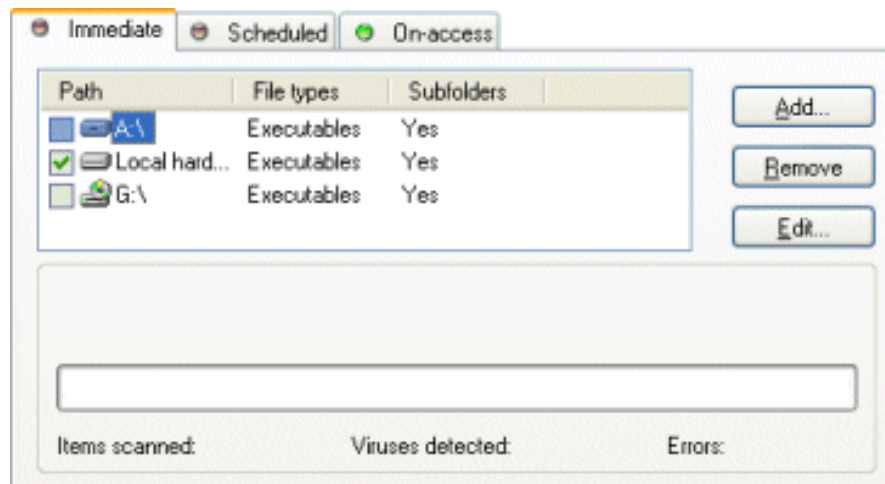 Immediate Scheduled On-access
Path File types Subfolders
A:\ Executables Yes
Local hard... Executables Yes
G:\ Executables Yes
Add...
Remove
Edit...
Items scanned: Viruses detected: Errors: